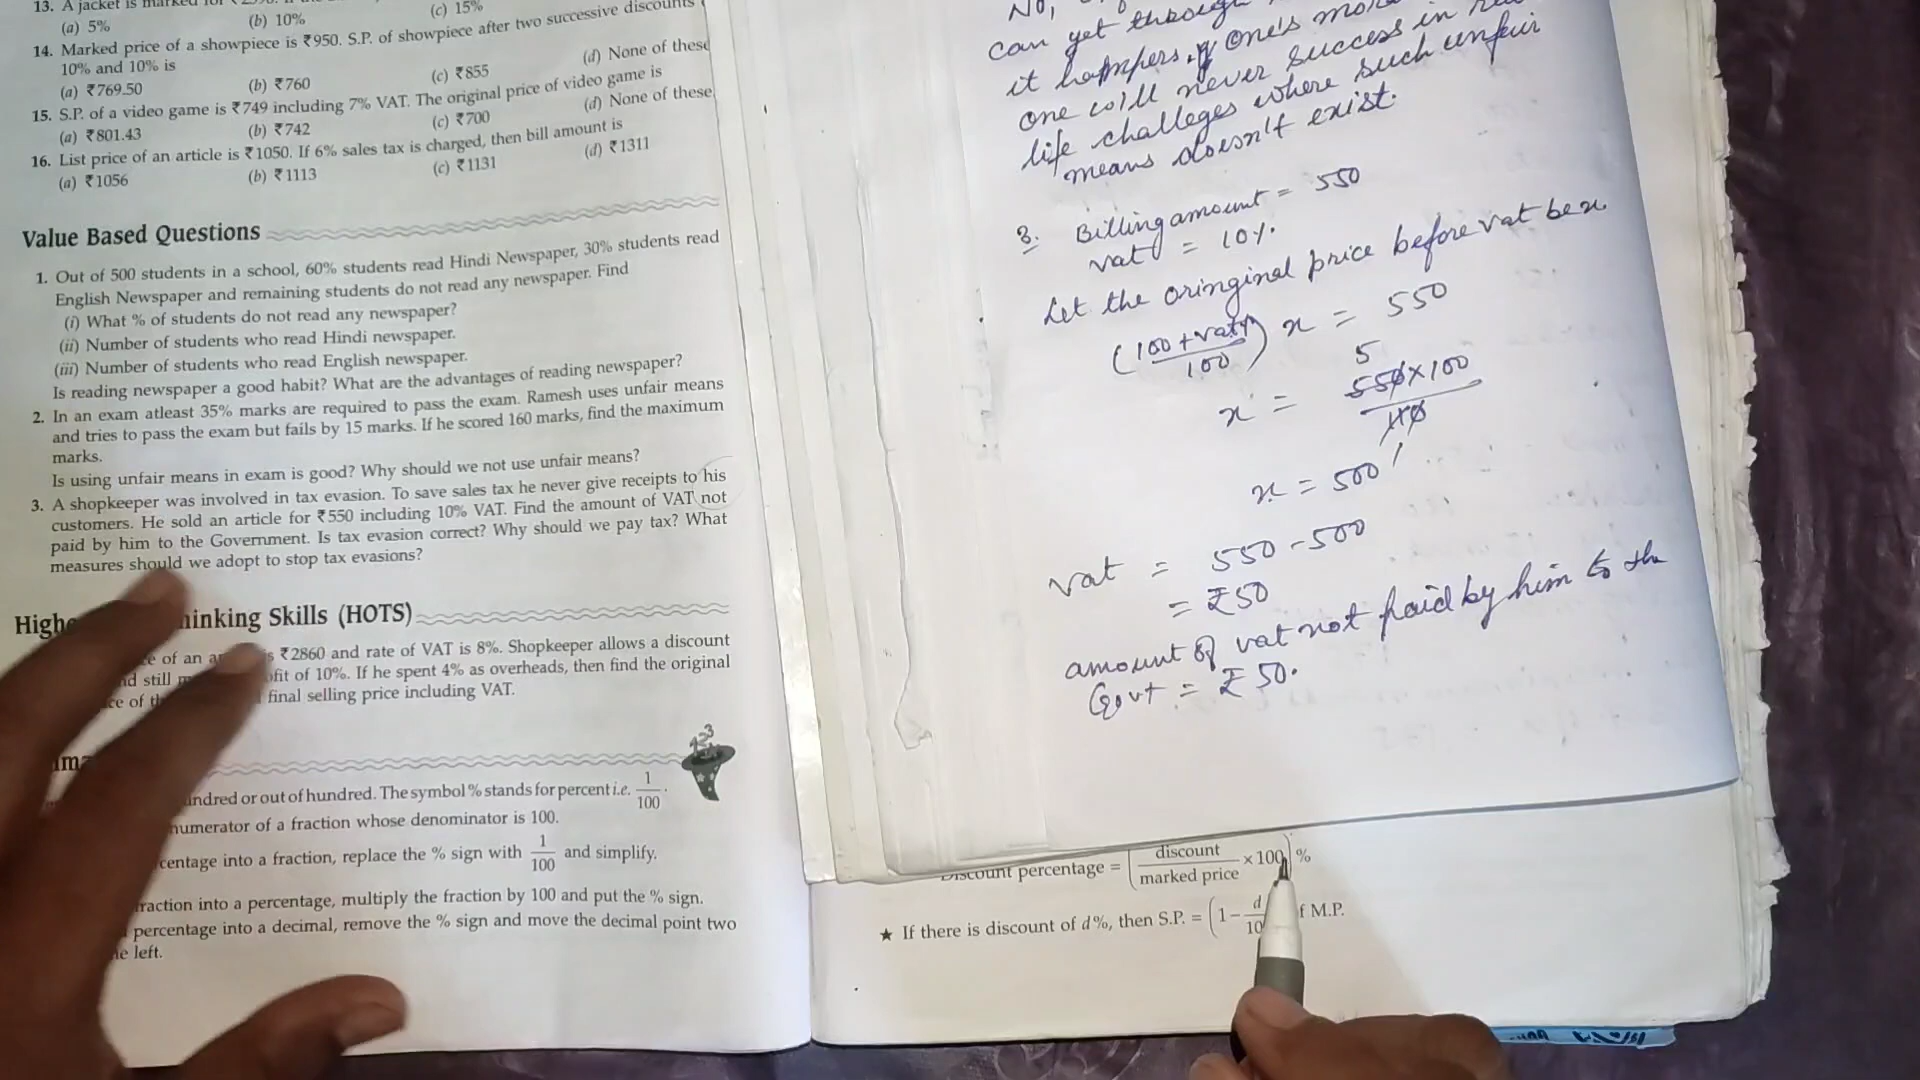 13. A jacket is marked for
(a) 5% (b) 10% (c) 15%
14. Marked price of a showpiece is ₹950. S.P. of showpiece after two successive discounts
10% and 10% is
(a) ₹769.50 (b) ₹760 (c) ₹855 (d) None of these
15. S.P. of a video game is ₹749 including 7% VAT. The original price of video game is
(a) ₹801.43 (b) ₹742 (c) ₹700 (d) None of these
16. List price of an article is ₹1050. If 6% sales tax is charged, then bill amount is
(a) ₹1056 (b) ₹1113 (c) ₹1131 (d) ₹1311
Value Based Questions
1. Out of 500 students in a school, 60% students read Hindi Newspaper, 30% students read
English Newspaper and remaining students do not read any newspaper. Find
(i) What % of students do not read any newspaper?
(ii) Number of students who read Hindi newspaper.
(iii) Number of students who read English newspaper.
Is reading newspaper a good habit? What are the advantages of reading newspaper?
2. In an exam atleast 35% marks are required to pass the exam. Ramesh uses unfair means
and tries to pass the exam but fails by 15 marks. If he scored 160 marks, find the maximum
marks.
Is using unfair means in exam is good? Why should we not use unfair means?
3. A shopkeeper was involved in tax evasion. To save sales tax he never give receipts to his
customers. He sold an article for ₹550 including 10% VAT. Find the amount of VAT not
paid by him to the Government. Is tax evasion correct? Why should we pay tax? What
measures should we adopt to stop tax evasions?
Highe hinking Skills (HOTS)
of an ₹2860 and rate of VAT is 8%. Shopkeeper allows a discount
still ofit of 10%. If he spent 4% as overheads, then find the original
of final selling price including VAT.
undred or out of hundred. The symbol % stands for percent i.e. 1/100.
numerator of a fraction whose denominator is 100.
centage into a fraction, replace the % sign with 1/100 and simplify.
raction into a percentage, multiply the fraction by 100 and put the % sign.
percentage into a decimal, remove the % sign and move the decimal point two
left.
No,
can get through
it hampers. one's
one will never success in
life challeges where such unfair
means doesn't exist.
3. Billing amount = 550
vat = 10%.
Let the oringinal price before vat be x.
(100 + vat%/100) x = 550
5
x = 550 × 100/110
1
x = 500
vat = 550 - 500
= ₹50
amount of vat not paid by him to the
Govt = ₹50.
Discount percentage = (discount/marked price × 100) %
★ If there is discount of d%, then S.P. = (1 − d/10 f M.P.